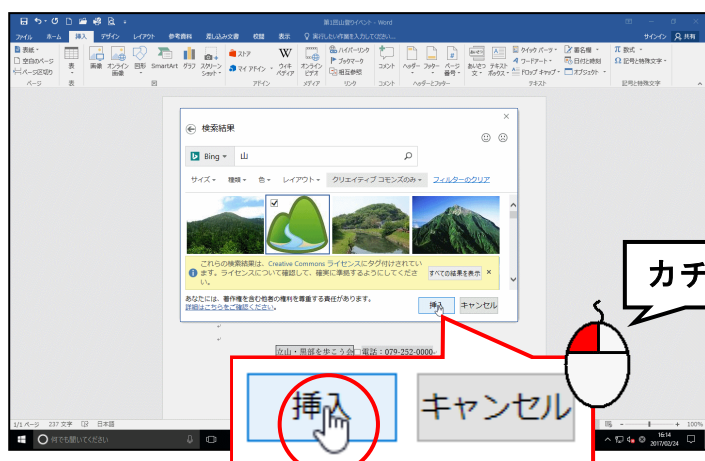 第1回山登りイベント - Word
ファイル ホーム 挿入 デザイン レイアウト 参考資料 差し込み文書 校閲 表示 実行したい作業を入力してください... サインイン 共有
表紙
空白のページ
ページ区切り
表
画像 オンライン画像 図形 SmartArt グラフ スクリーンショット
ストア
マイ アドイン
ウィキペディア
オンラインビデオ
ハイパーリンク
ブックマーク
相互参照
コメント
ヘッダー フッター ページ番号
あいさつ文 テキストボックス
クイック パーツ
ワードアート
ドロップ キャップ
署名欄
日付と時刻
オブジェクト
数式
記号と特殊文字
ページ 表 図 アドイン メディア リンク コメント ヘッダーとフッター テキスト 記号と特殊文字
検索結果
Bing 山
サイズ 種類 色 レイアウト クリエイティブ コモンズのみ フィルターのクリア
これらの検索結果は、Creative Commons ライセンスにタグ付けされてい
ます。ライセンスについて確認して、確実に準拠するようにしてくださ
い。
すべての結果を表示
あなたには、著作権を含む他者の権利を尊重する責任があります。
詳細はこちらをご確認ください。
挿入 キャンセル
カチ
立山・黒部を歩こう会□電話：079-252-0000
挿入 キャンセル
1/1 ページ 237 文字 日本語 100%
何でも聞いてください
16:14
2017/02/24